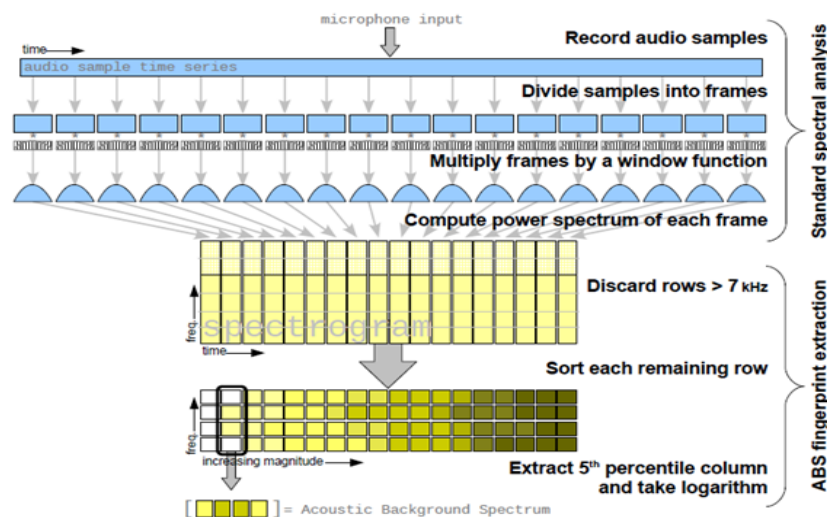 microphone input
Record audio samples
time
audio sample time series
Divide samples into frames
Multiply frames by a window function
Compute power spectrum of each frame
Standard spectral analysis
Discard rows > 7 kHz
freq.
spectrogram
time
Sort each remaining row
freq.
increasing magnitude
Extract 5th percentile column
and take logarithm
ABS fingerprint extraction
[ ] = Acoustic Background Spectrum